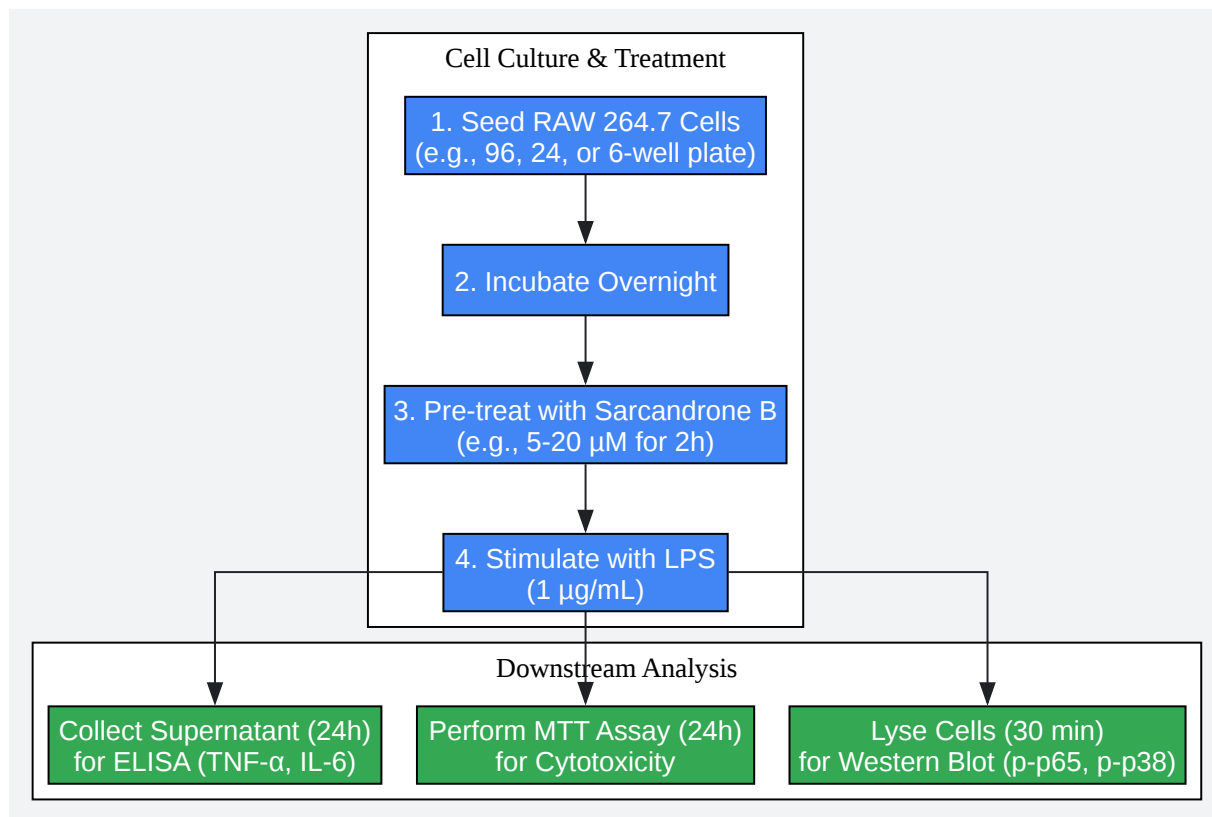 Cell Culture & Treatment
1. Seed RAW 264.7 Cells
(e.g., 96, 24, or 6-well plate)
2. Incubate Overnight
3. Pre-treat with Sarcandrone B
(e.g., 5-20 µM for 2h)
4. Stimulate with LPS
(1 µg/mL)
Downstream Analysis
Collect Supernatant (24h)
for ELISA (TNF-α, IL-6)
Perform MTT Assay (24h)
for Cytotoxicity
Lyse Cells (30 min)
for Western Blot (p-p65, p-p38)